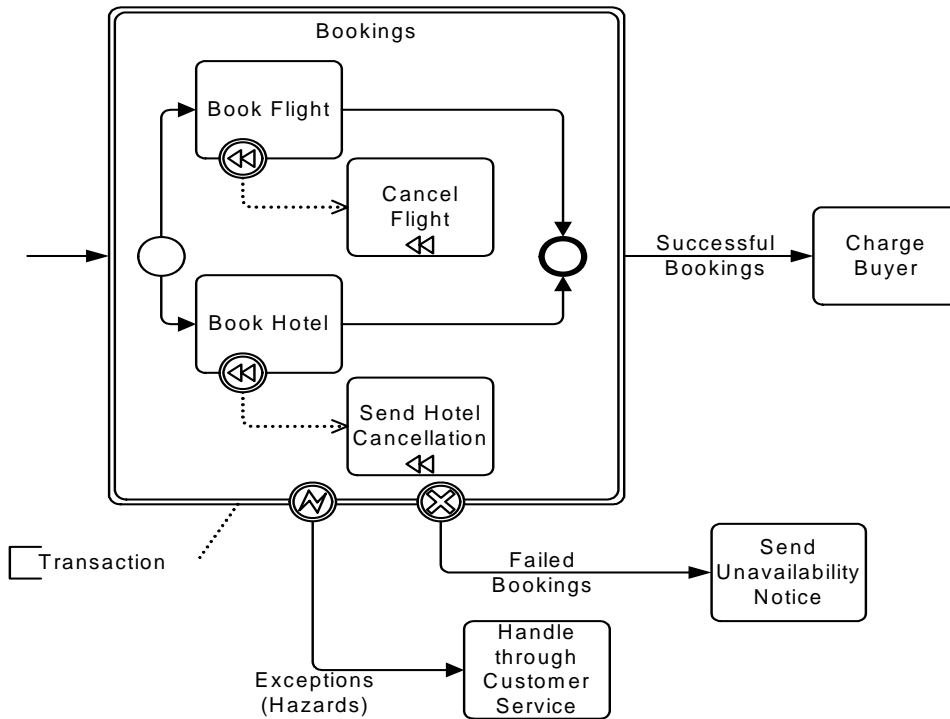 Bookings
Book Flight
Cancel
Flight
Successful
Bookings
Charge
Buyer
Book Hotel
Send Hotel
Cancellation
Transaction
Failed
Bookings
Send
Unavailability
Notice
Exceptions
(Hazards)
Handle
through
Customer
Service